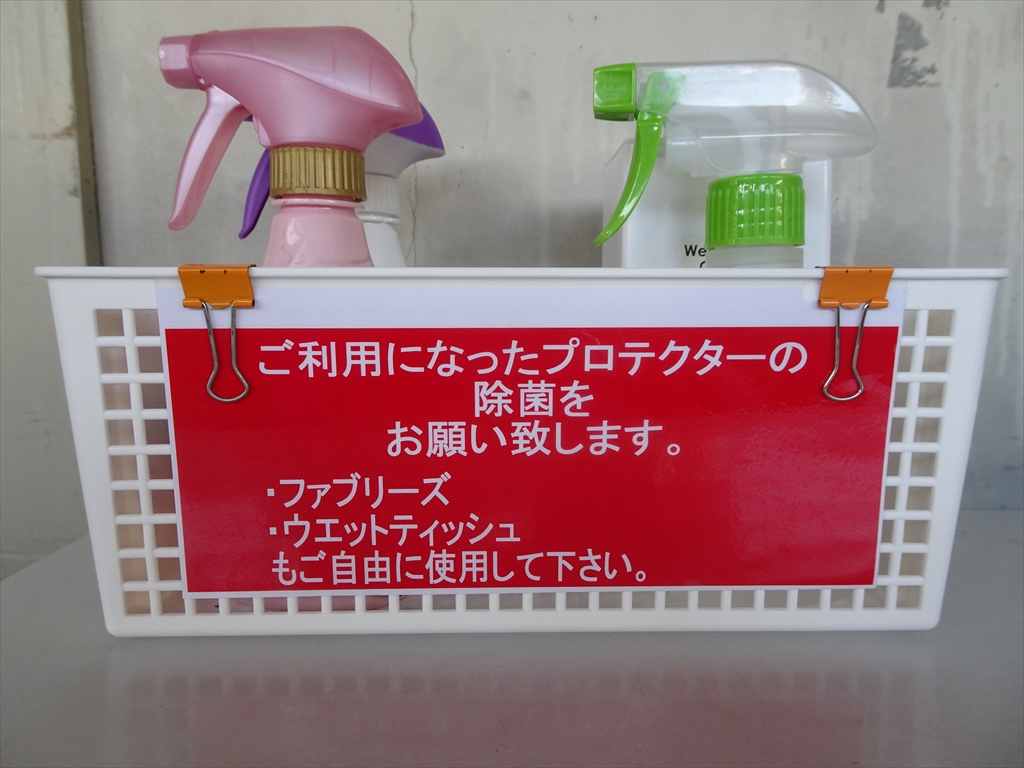 We
ご利用になったプロテクターの
除菌を
お願い致します。
・ファブリーズ
・ウエットティッシュ
もご自由に使用して下さい。